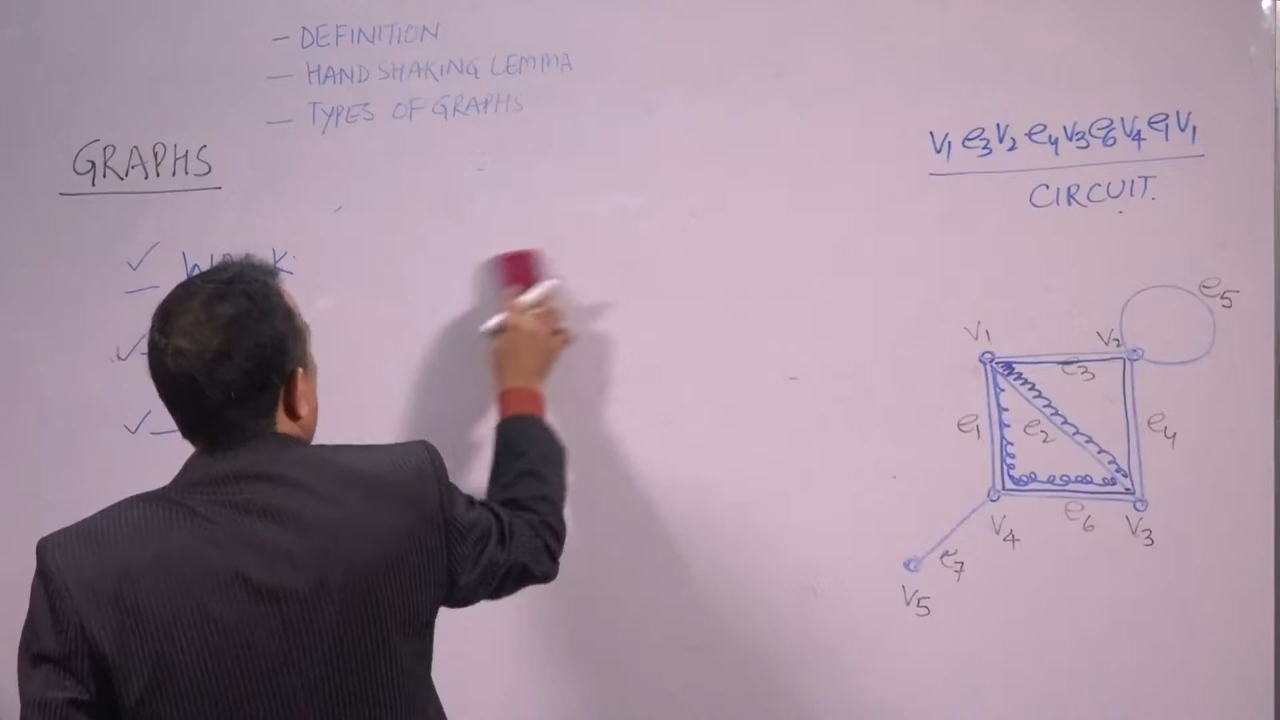 – DEFINITION
– HAND SHAKING LEMMA
– TYPES OF GRAPHS
GRAPHS
V1 e3 V2 e4 V3 e6 V4 e1 V1
CIRCUIT.
e5
V1
V2
e3
e1
e2
e4
e6
V4
V3
e7
V5